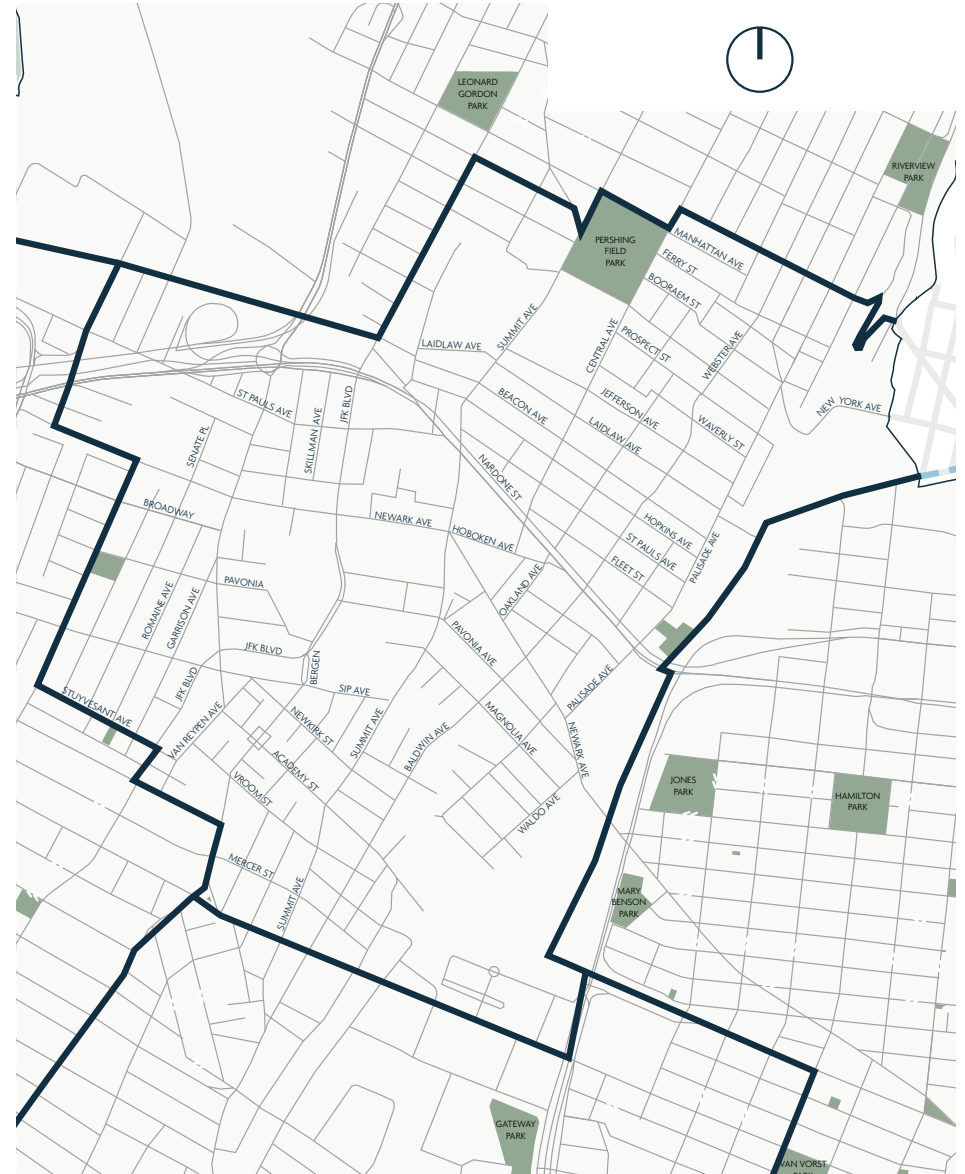 LEONARD
GORDON
PARK
RIVERVIEW
PARK
PERSHING
FIELD
PARK
MANHATTAN AVE
FERRY ST
BOORAEM ST
SUMMIT AVE
CENTRAL AVE
PROSPECT ST
WEBSTER AVE
LAIDLAW AVE
ST PAULS AVE
JFK BLVD
SKILLMAN AVE
SENATE PL
BEACON AVE
JEFFERSON AVE
LAIDLAW AVE
WAVERLY ST
NEW YORK AVE
NARDONE ST
BROADWAY
NEWARK AVE
HOBOKEN AVE
HOPKINS AVE
ST PAULS AVE
FLEET ST
PALISADE AVE
OAKLAND AVE
PAVONIA
ROMAINE AVE
GARRISON AVE
PAVONIA AVE
JFK BLVD
BERGEN
SIP AVE
JFK BLVD
STUYVESANT AVE
VAN REYPEN AVE
NEWKIRK ST
SUMMIT AVE
BALDWIN AVE
MAGNOLIA AVE
PALISADE AVE
NEWARK AVE
ACADEMY ST
VROOM ST
WALDO AVE
JONES
PARK
HAMILTON
PARK
MERCER ST
SUMMIT AVE
MARY
BENSON
PARK
GATEWAY
PARK
VAN VORST
PARK